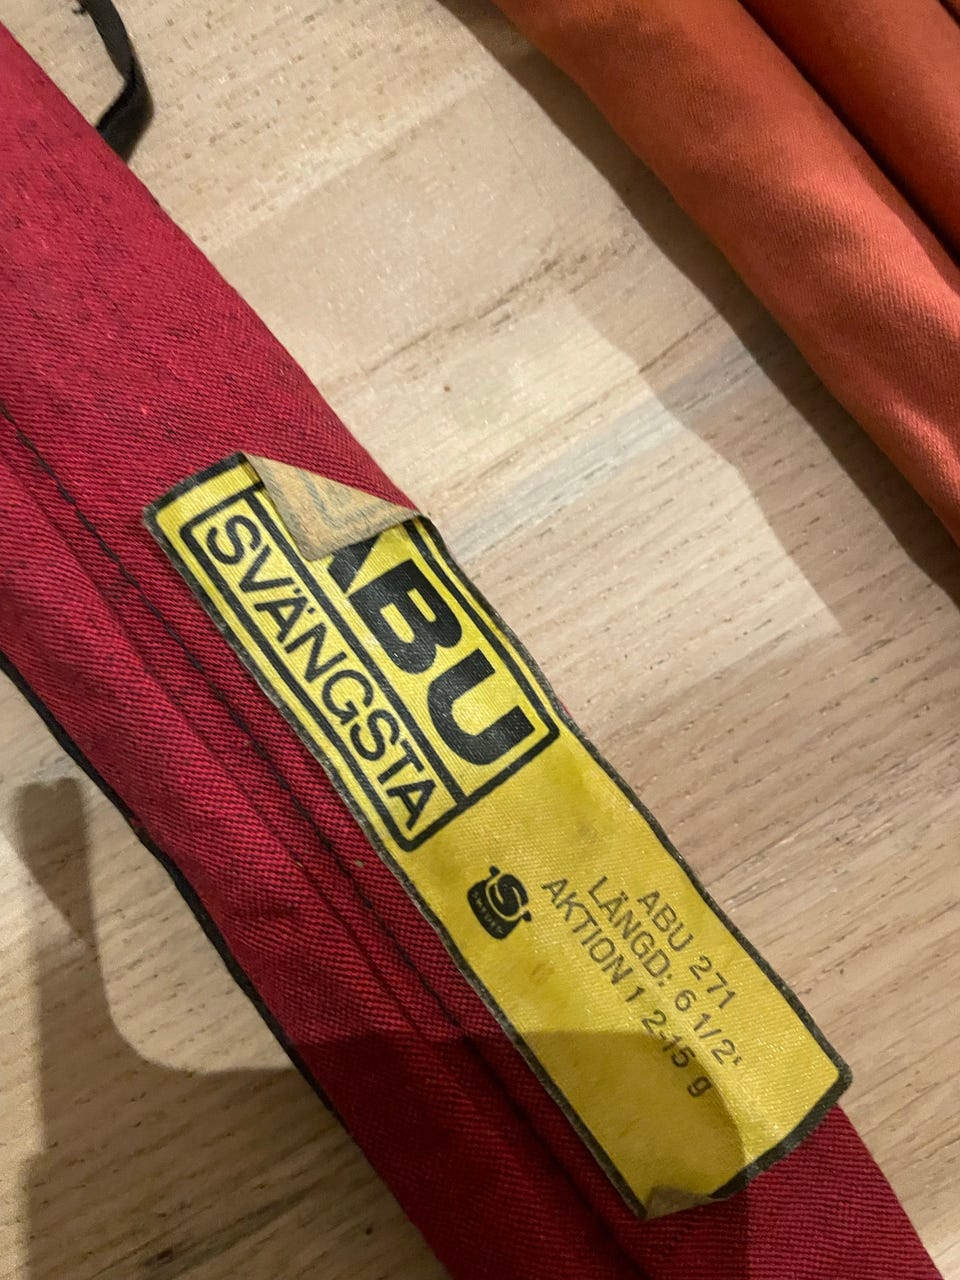 ABU
SVÄNGSTA
ABU 271
LÄNGD: 6 1/2'
AKTION 1 2-15 g